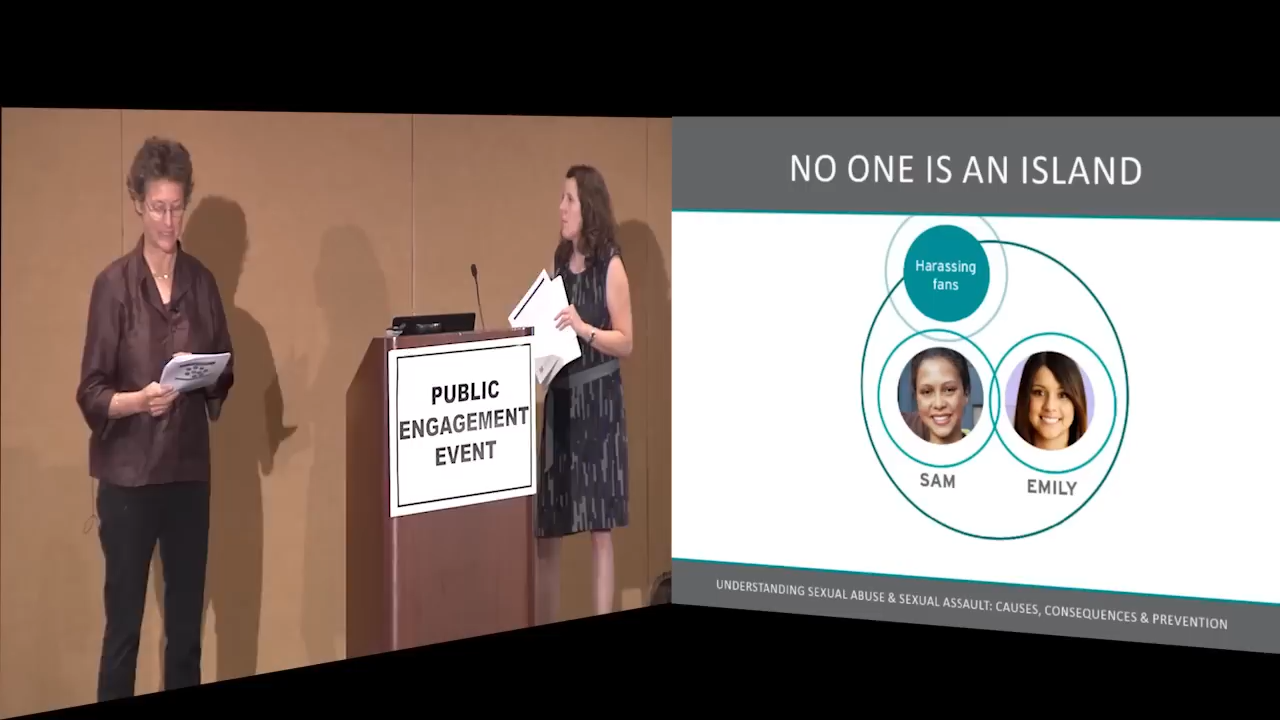 PUBLIC
ENGAGEMENT
EVENT
NO ONE IS AN ISLAND
Harassing
fans
SAM
EMILY
UNDERSTANDING SEXUAL ABUSE & SEXUAL ASSAULT: CAUSES, CONSEQUENCES & PREVENTION